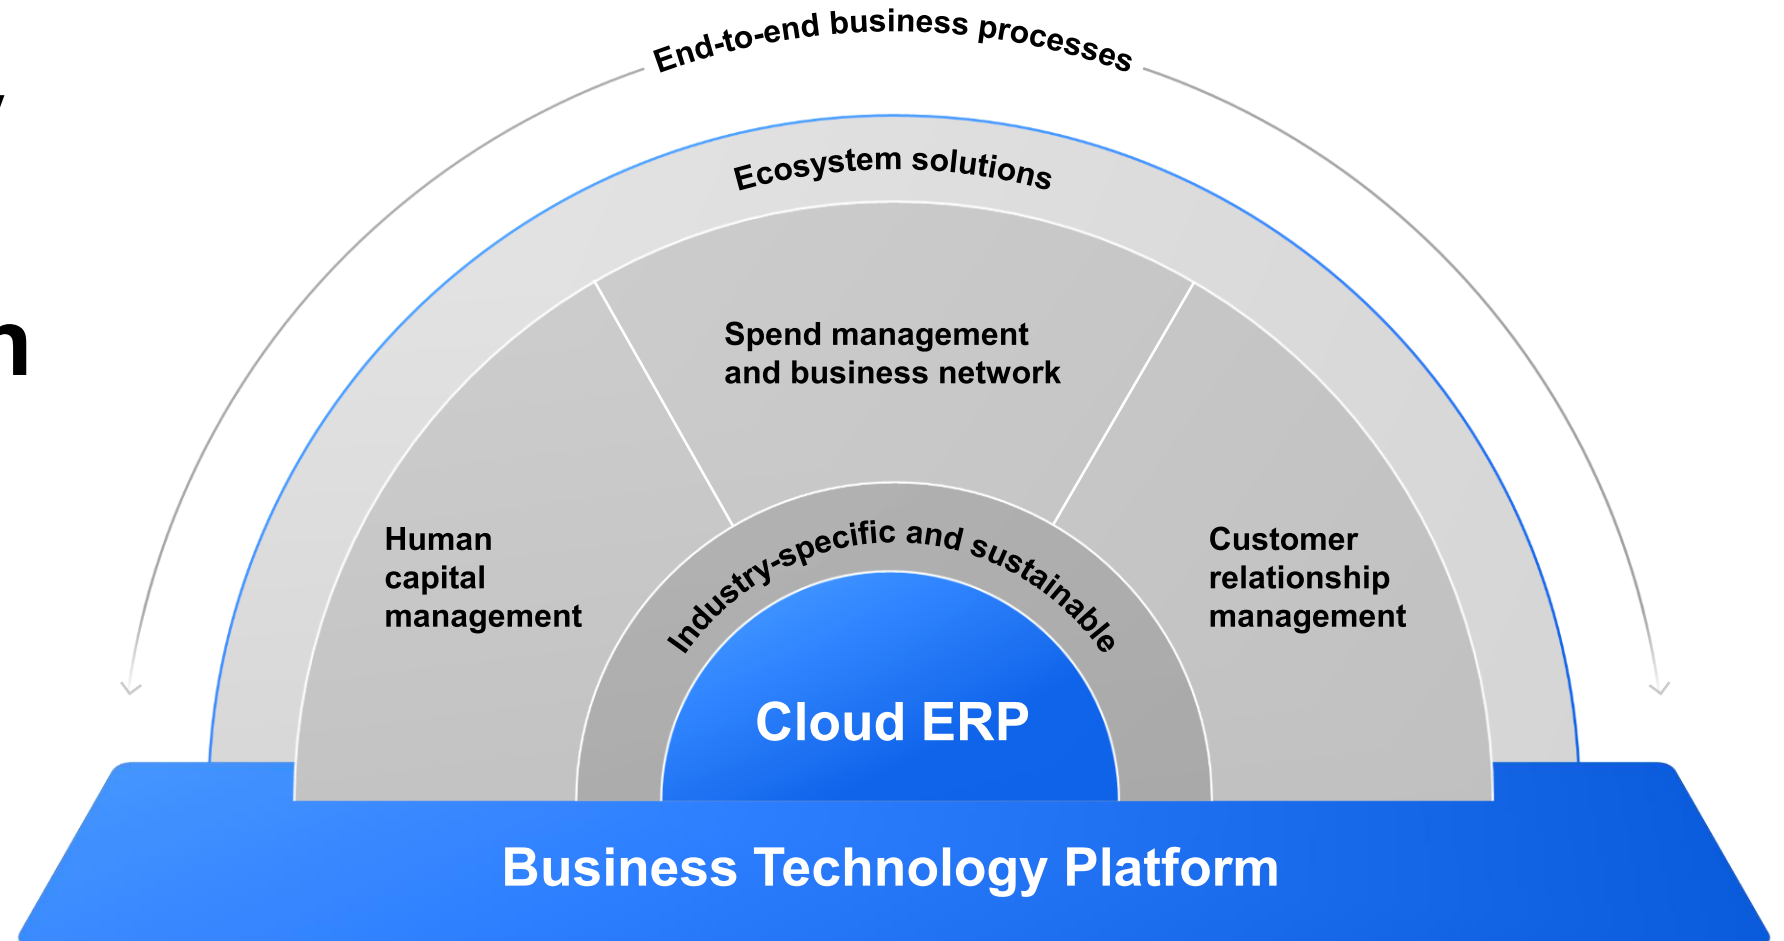 End-to-end business processes
Ecosystem solutions
Spend management
and business network
Human
capital
management
Customer
relationship
management
Industry-specific and sustainable
Cloud ERP
Business Technology Platform